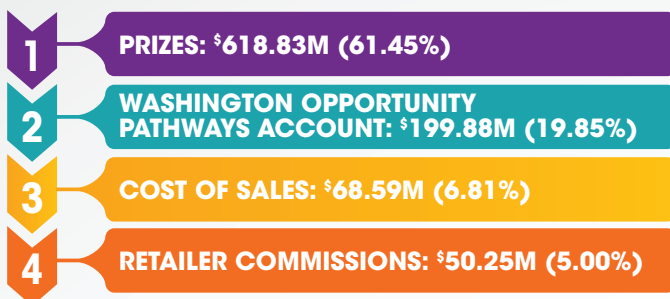 1
PRIZES: $618.83M (61.45%)
2
WASHINGTON OPPORTUNITY
PATHWAYS ACCOUNT: $199.88M (19.85%)
3
COST OF SALES: $68.59M (6.81%)
4
RETAILER COMMISSIONS: $50.25M (5.00%)